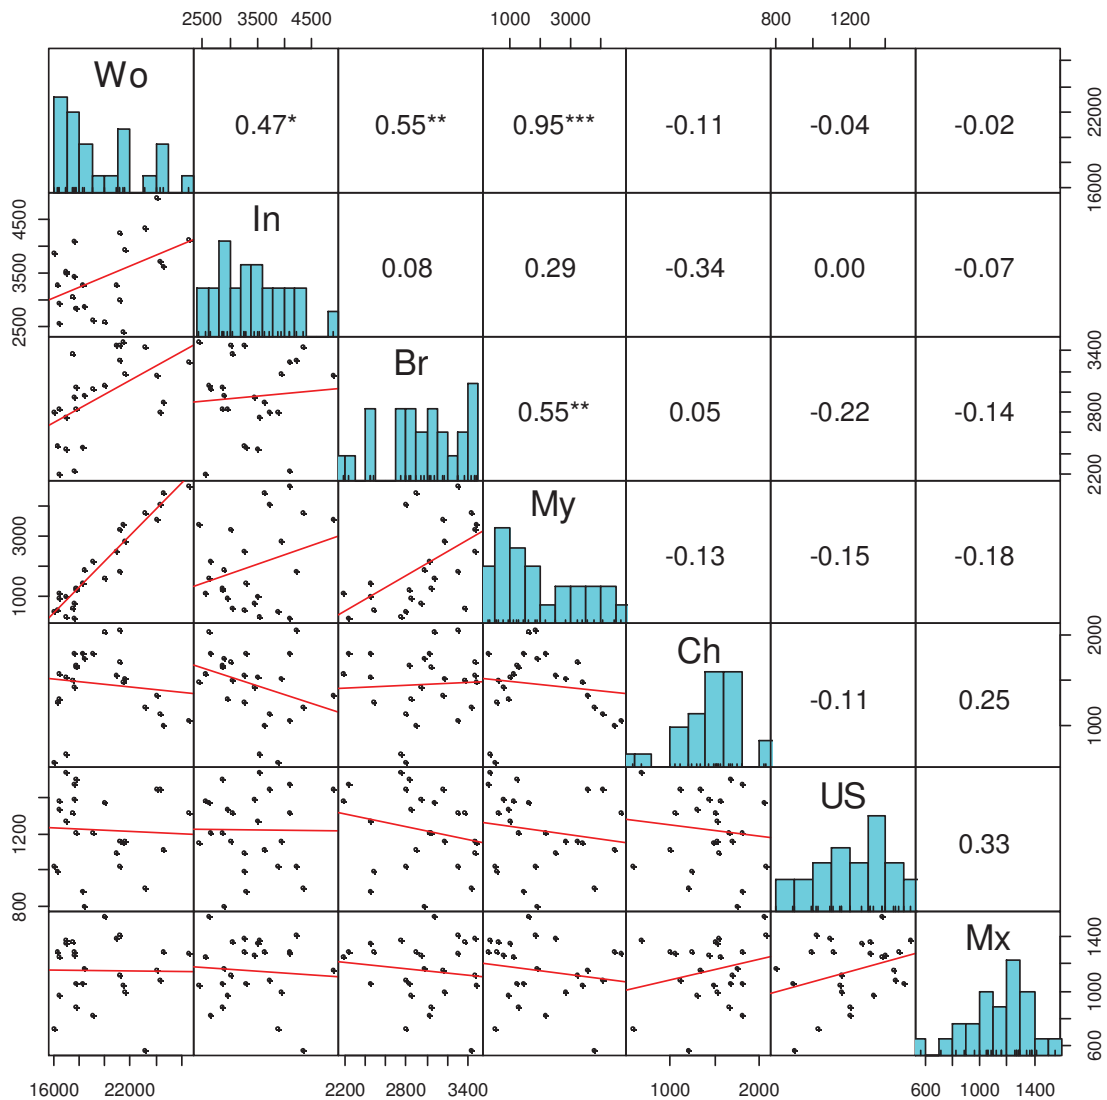 2500 3500 4500 1000 3000 800 1200
Wo 0.47* 0.55** 0.95*** -0.11 -0.04 -0.02
16000 22000
2500 3500 4500
In 0.08 0.29 -0.34 0.00 -0.07
Br 0.55** 0.05 -0.22 -0.14
2200 2800 3400
1000 3000
My -0.13 -0.15 -0.18
Ch -0.11 0.25
1000 2000
800 1200
US 0.33
Mx
600 1000 1400
16000 22000 2200 2800 3400 1000 2000 600 1000 1400